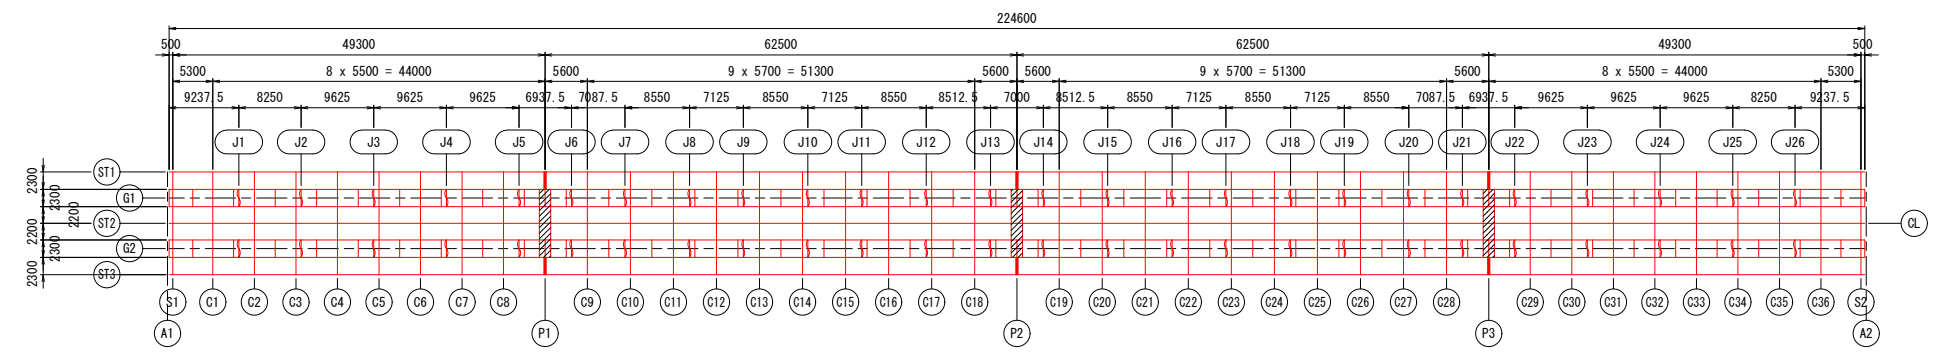 224600
500 49300 62500 62500 49300 500
5300 8 x 5500 = 44000 5600 9 x 5700 = 51300 5600 5600 9 x 5700 = 51300 5600 8 x 5500 = 44000 5300
9237.5 8250 9625 9625 9625 6937.5 7087.5 8550 7125 8550 7125 8550 8512.5 7000 8512.5 8550 7125 8550 7125 8550 7087.5 6937.5 9625 9625 9625 8250 9237.5
J1 J2 J3 J4 J5 J6 J7 J8 J9 J10 J11 J12 J13 J14 J15 J16 J17 J18 J19 J20 J21 J22 J23 J24 J25 J26
ST1
2300
2300 G1
2200
2200 ST2 CL
2300 G2
2300 ST3
S1 C1 C2 C3 C4 C5 C6 C7 C8 C9 C10 C11 C12 C13 C14 C15 C16 C17 C18 C19 C20 C21 C22 C23 C24 C25 C26 C27 C28 C29 C30 C31 C32 C33 C34 C35 C36 S2
A1 P1 P2 P3 A2